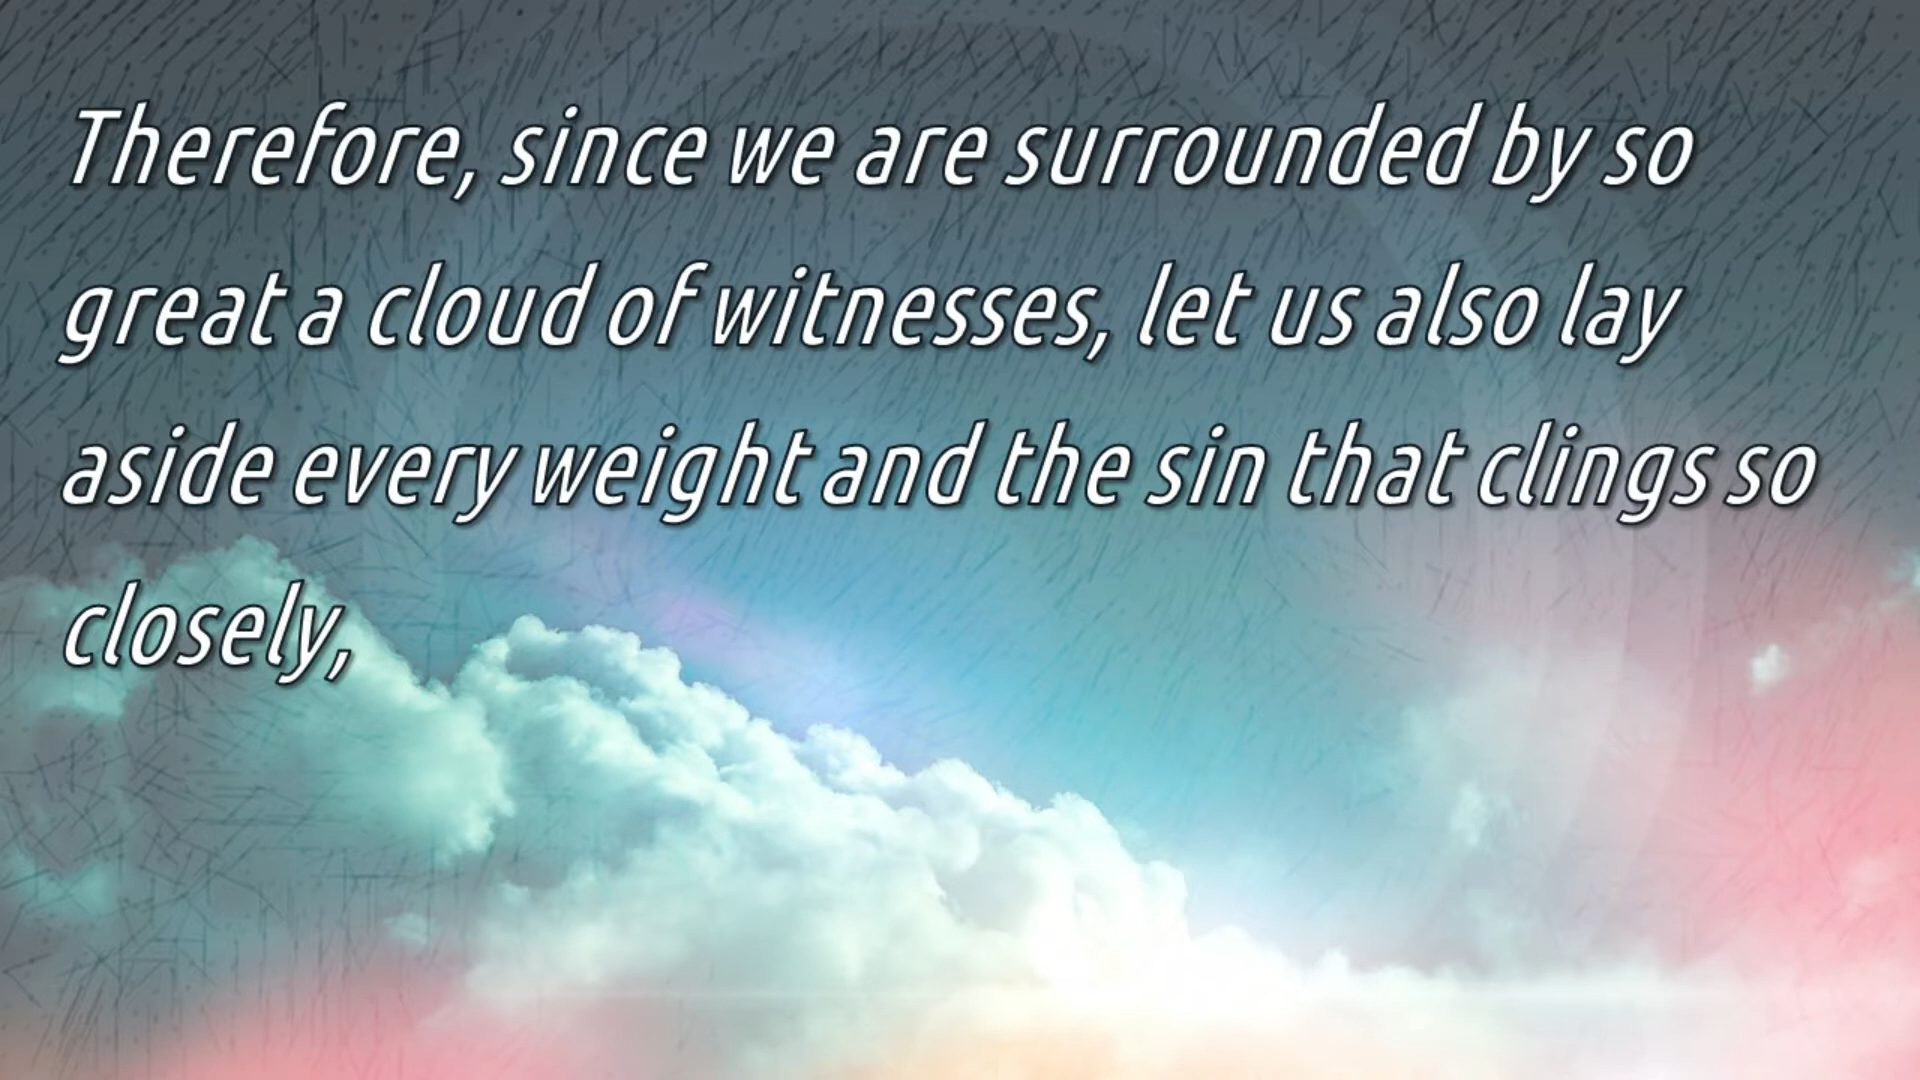 Therefore, since we are surrounded by so
great a cloud of witnesses, let us also lay
aside every weight and the sin that clings so
closely,